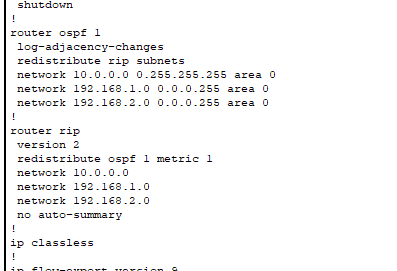 shutdown
!
router ospf 1
log-adjacency-changes
redistribute rip subnets
network 10.0.0.0 0.255.255.255 area 0
network 192.168.1.0 0.0.0.255 area 0
network 192.168.2.0 0.0.0.255 area 0
!
router rip
version 2
redistribute ospf 1 metric 1
network 10.0.0.0
network 192.168.1.0
network 192.168.2.0
no auto-summary
!
ip classless
!
ip flow-export version 9